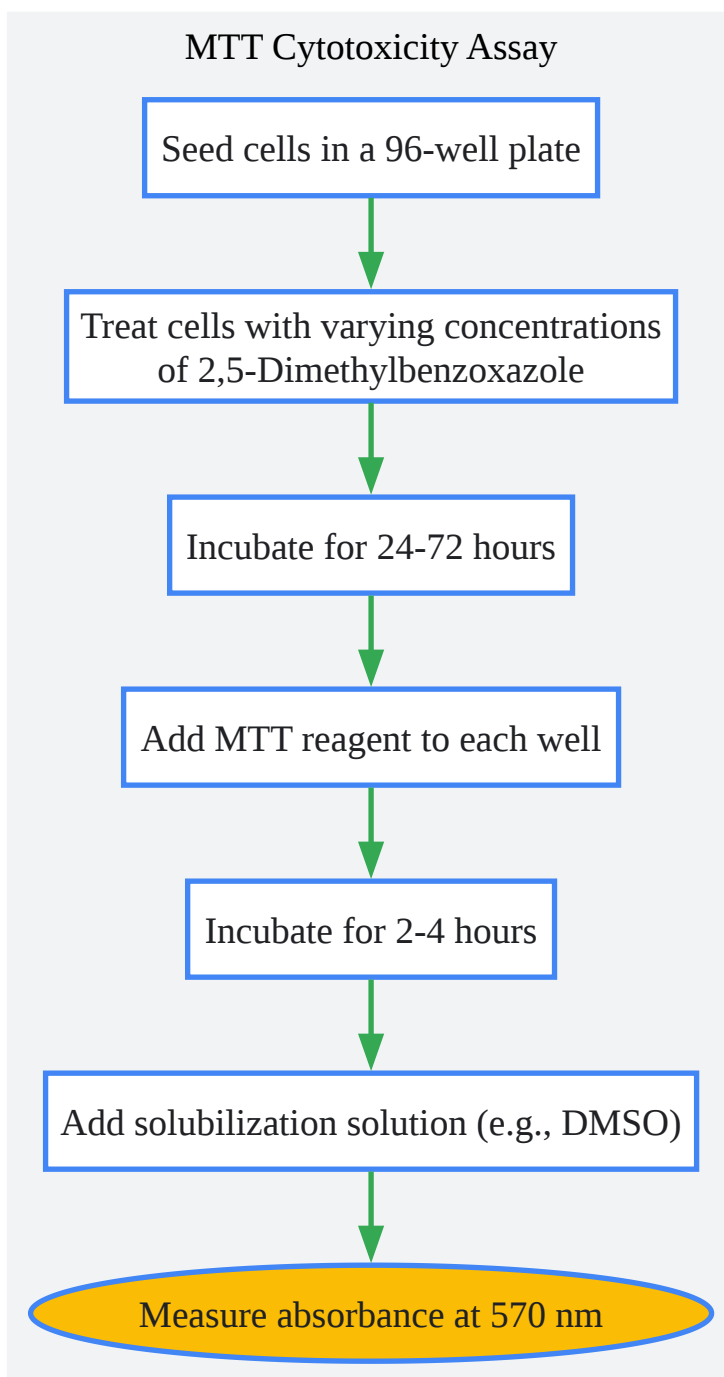 MTT Cytotoxicity Assay
Seed cells in a 96-well plate
Treat cells with varying concentrations
of 2,5-Dimethylbenzoxazole
Incubate for 24-72 hours
Add MTT reagent to each well
Incubate for 2-4 hours
Add solubilization solution (e.g., DMSO)
Measure absorbance at 570 nm